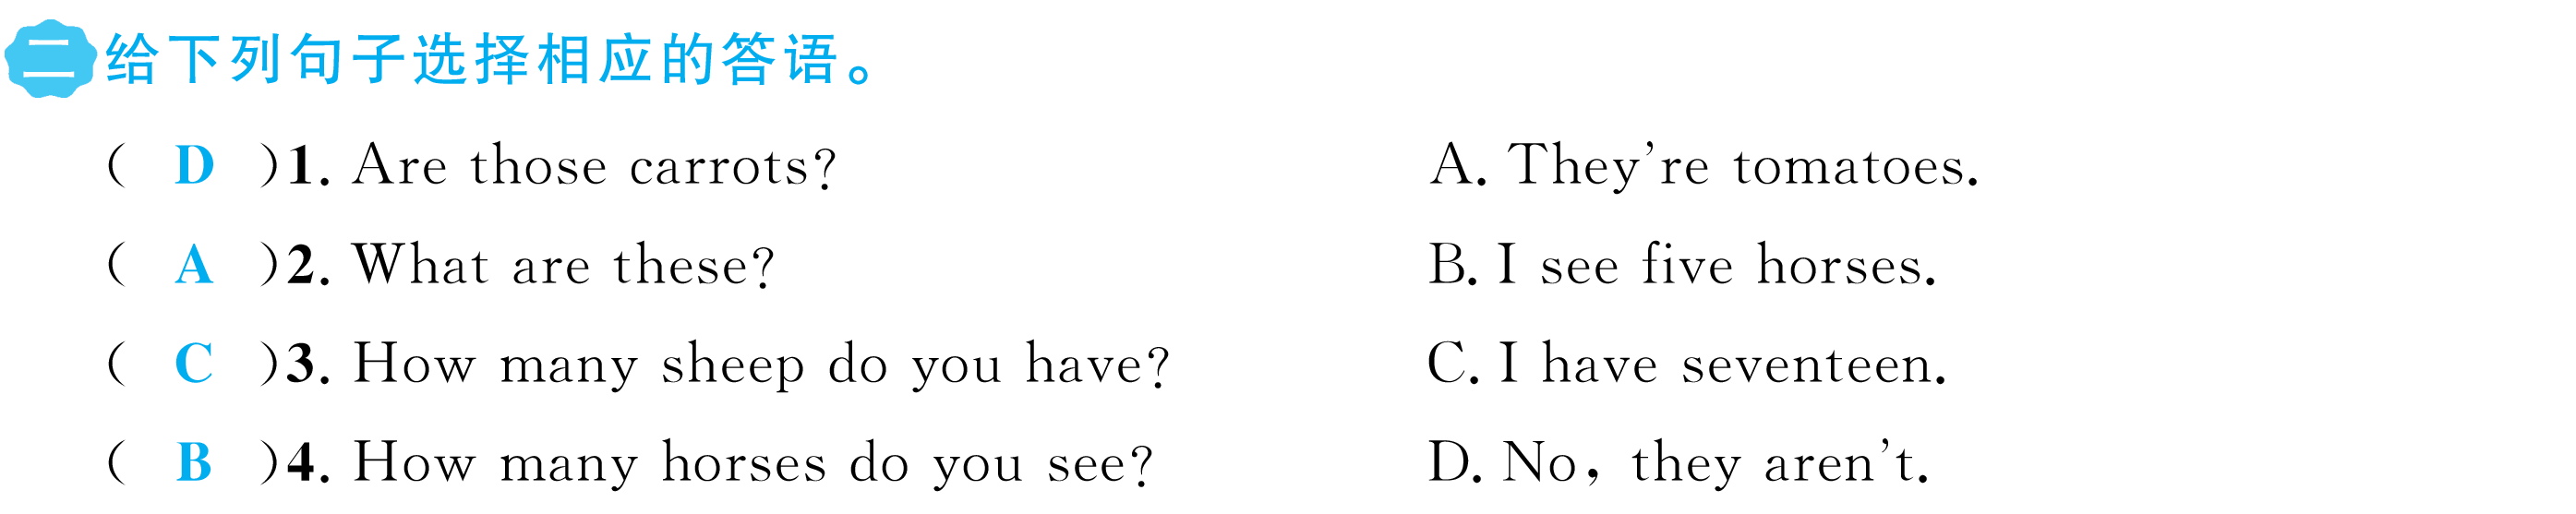 二 给下列句子选择相应的答语。
( D )1. Are those carrots? A. They're tomatoes.
( A )2. What are these? B. I see five horses.
( C )3. How many sheep do you have? C. I have seventeen.
( B )4. How many horses do you see? D. No, they aren't.